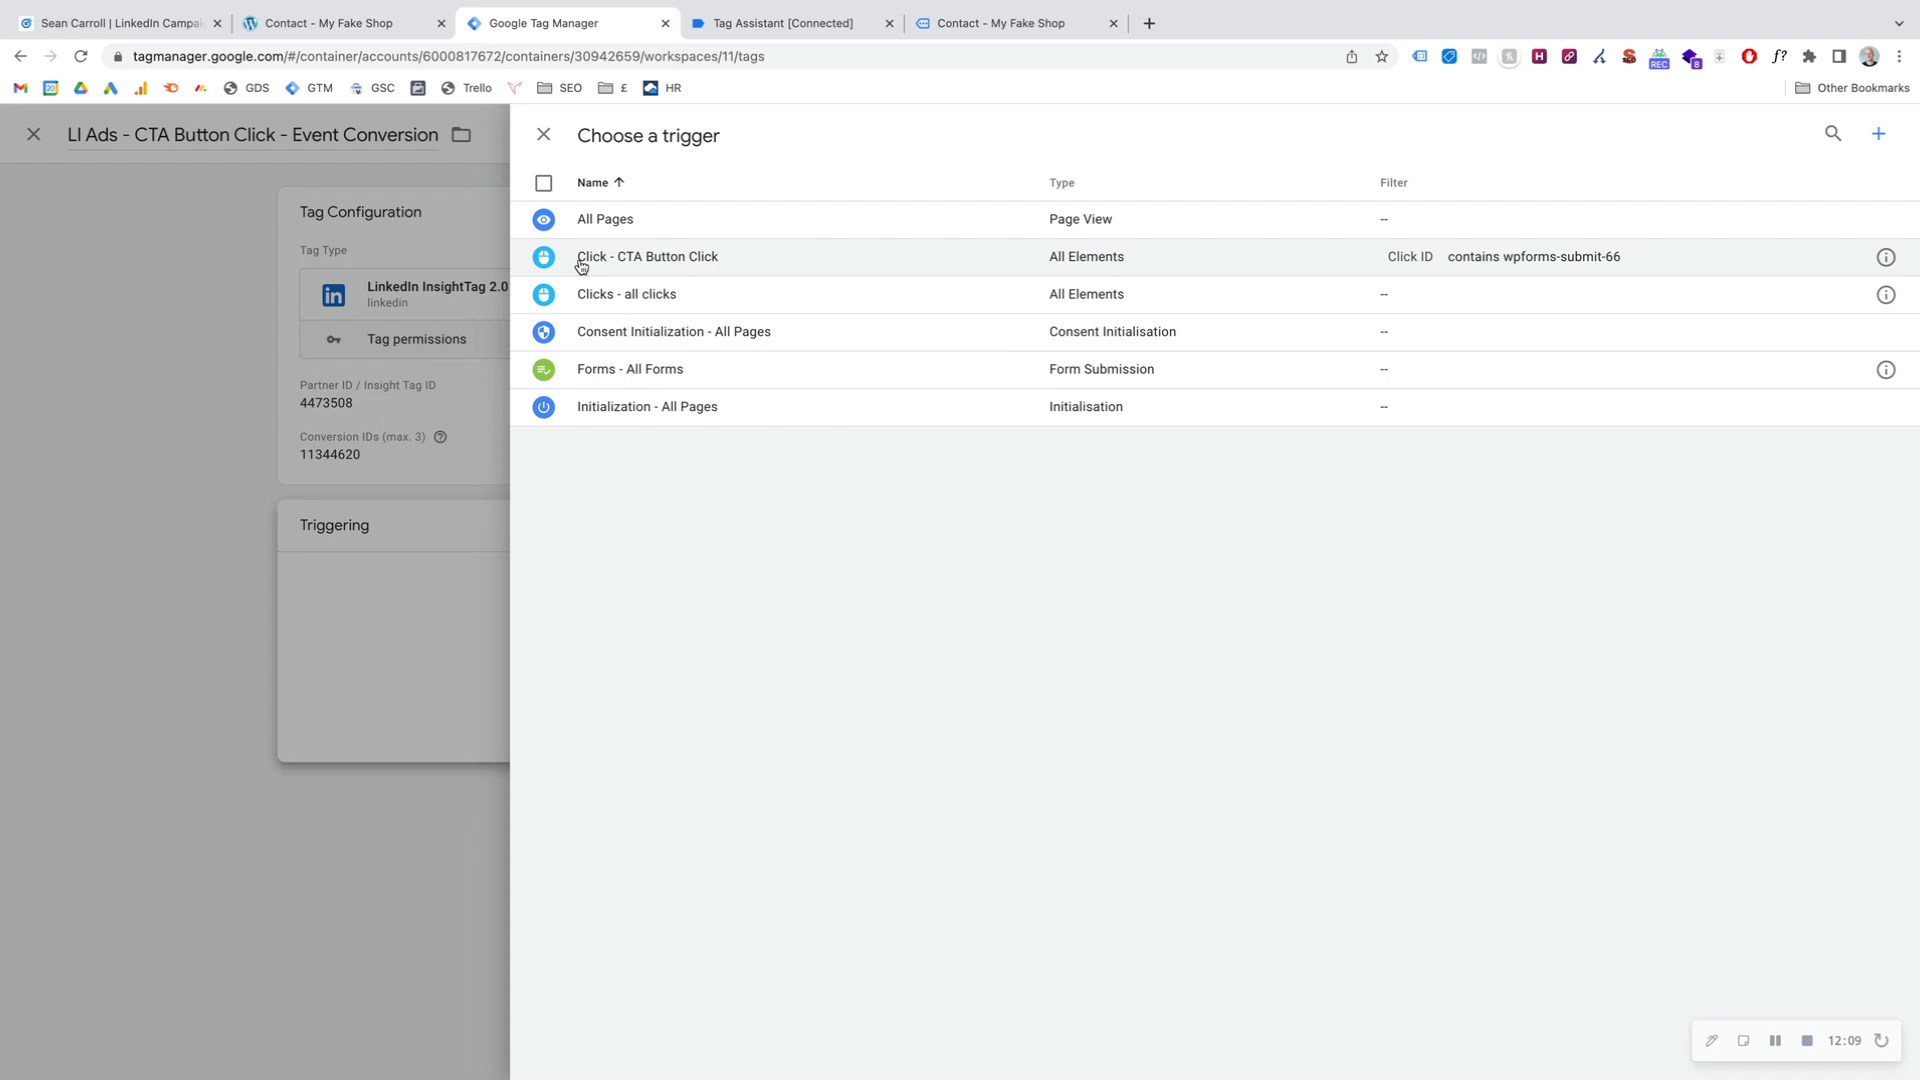 Sean Carroll | LinkedIn Campai
Contact - My Fake Shop
Google Tag Manager
Tag Assistant [Connected]
Contact - My Fake Shop
tagmanager.google.com/#/container/accounts/6000817672/containers/30942659/workspaces/11/tags
REC
8
f?
20
GDS
GTM
GSC
Trello
SEO
£
HR
Other Bookmarks
LI Ads - CTA Button Click - Event Conversion
Choose a trigger
Name
Type
Filter
All Pages
Page View
--
Click - CTA Button Click
All Elements
Click ID contains wpforms-submit-66
Clicks - all clicks
All Elements
--
Consent Initialization - All Pages
Consent Initialisation
--
Forms - All Forms
Form Submission
--
Initialization - All Pages
Initialisation
--
Tag Configuration
Tag Type
LinkedIn InsightTag 2.0
linkedin
Tag permissions
Partner ID / Insight Tag ID
4473508
Conversion IDs (max. 3)
11344620
Triggering
12:09